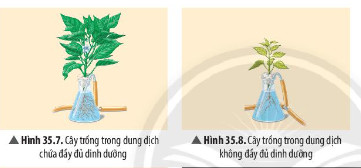 ▲ Hình 35.7. Cây trồng trong dung dịch
chứa đầy đủ dinh dưỡng
▲ Hình 35.8. Cây trồng trong dung dịch
không đầy đủ dinh dưỡng